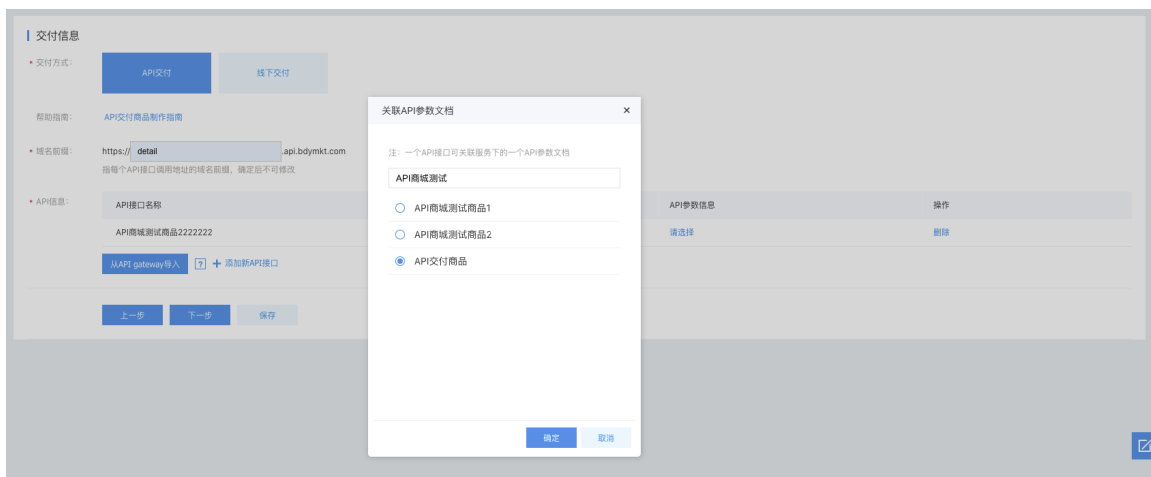 交付信息
• 交付方式：
API交付
线下交付
帮助指南：
API交付商品制作指南
• 域名前缀：
https:// detail .api.bdymkt.com
指每个API接口调用地址的域名前缀，确定后不可修改
• API信息：
API接口名称
API参数信息
操作
API商城测试商品2222222
请选择
删除
从API gateway导入
?
+ 添加新API接口
上一步
下一步
保存
关联API参数文档
×
注：一个API接口可关联服务下的一个API参数文档
API商城测试
API商城测试商品1
API商城测试商品2
API交付商品
确定
取消